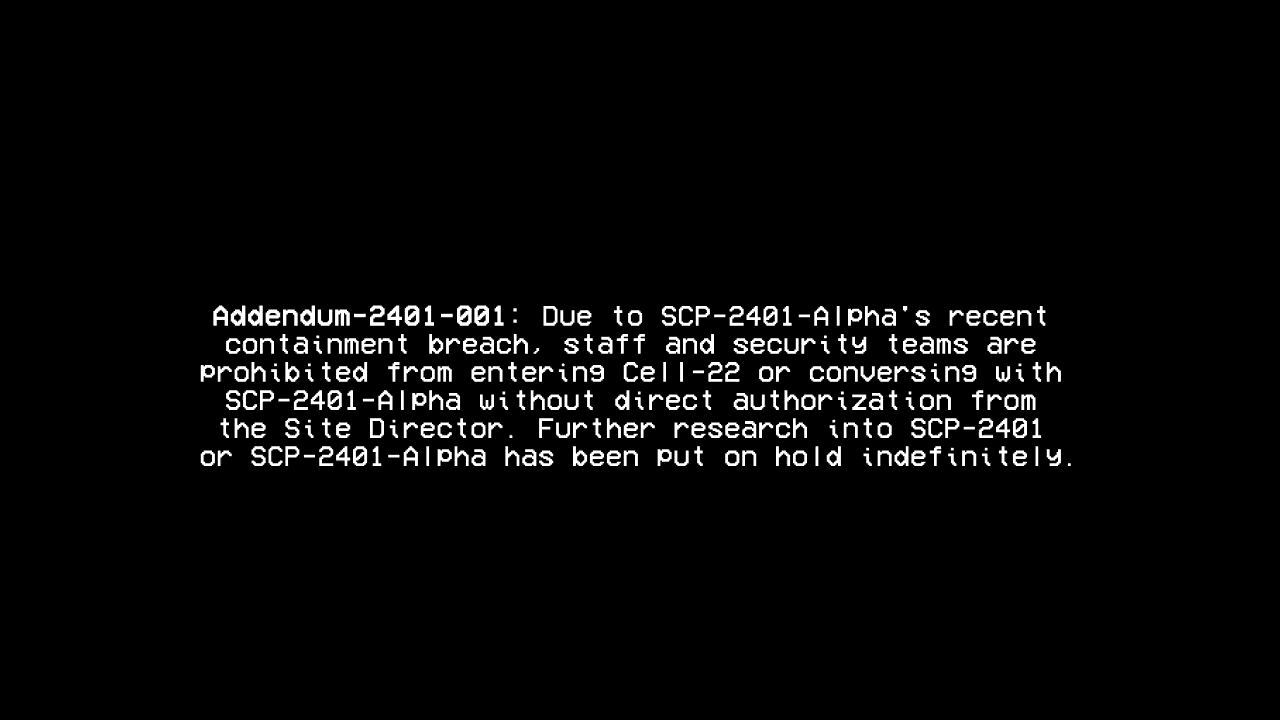 Addendum-2401-001: Due to SCP-2401-Alpha's recent
containment breach, staff and security teams are
prohibited from entering Cell-22 or conversing with
SCP-2401-Alpha without direct authorization from
the Site Director. Further research into SCP-2401
or SCP-2401-Alpha has been put on hold indefinitely.